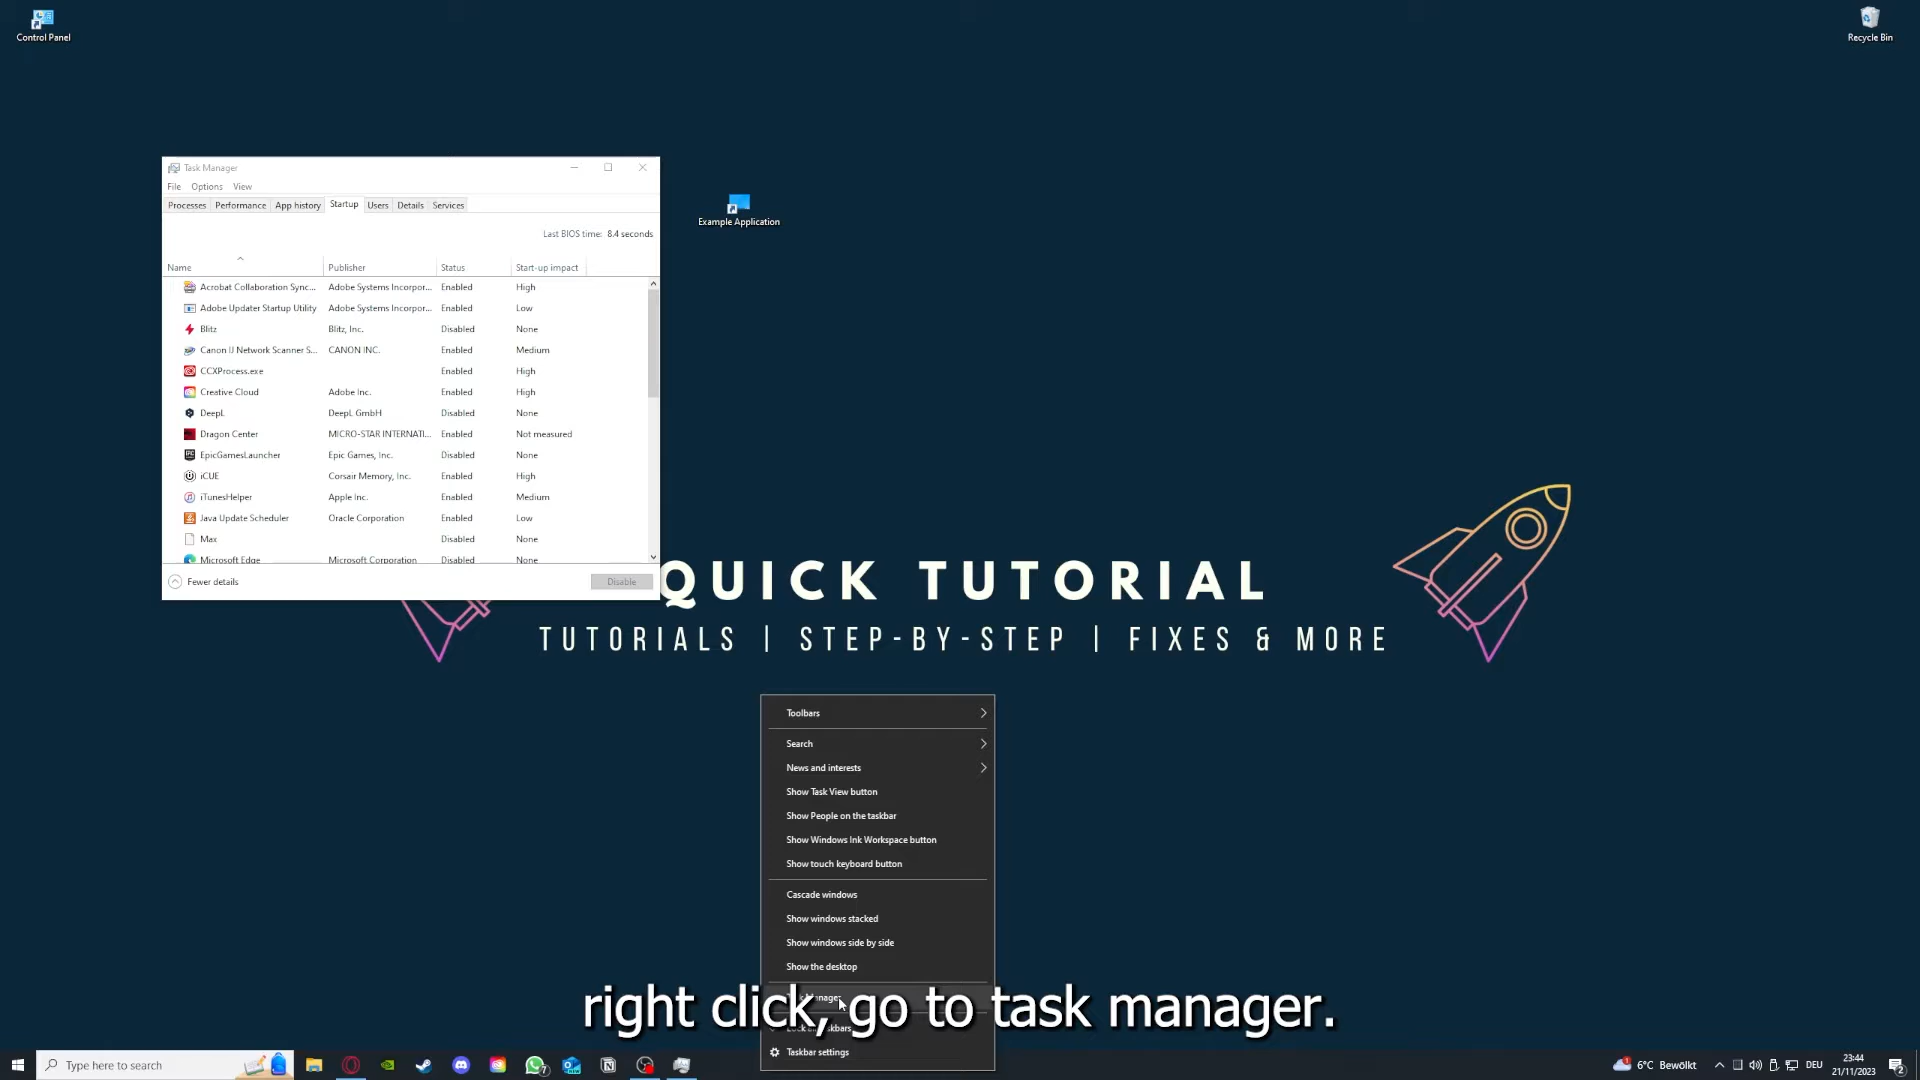 Control Panel
Recycle Bin
Task Manager
File Options View
Processes Performance App history Startup Users Details Services
Last BIOS time: 8.4 seconds
Name Publisher Status Start-up impact
Acrobat Collaboration Sync... Adobe Systems Incorpor... Enabled High
Adobe Updater Startup Utility Adobe Systems Incorpor... Enabled Low
Blitz Blitz, Inc. Disabled None
Canon IJ Network Scanner S... CANON INC. Enabled Medium
CCXProcess.exe Enabled High
Creative Cloud Adobe Inc. Enabled High
DeepL DeepL GmbH Disabled None
Dragon Center MICRO-STAR INTERNATI... Enabled Not measured
EpicGamesLauncher Epic Games, Inc. Disabled None
iCUE Corsair Memory, Inc. Enabled High
iTunesHelper Apple Inc. Enabled Medium
Java Update Scheduler Oracle Corporation Enabled Low
Max Disabled None
Microsoft Edge Microsoft Corporation Disabled None
Fewer details Disable
Example Application
QUICK TUTORIAL
TUTORIALS | STEP-BY-STEP | FIXES & MORE
Toolbars
Search
News and interests
Show Task View button
Show People on the taskbar
Show Windows Ink Workspace button
Show touch keyboard button
Cascade windows
Show windows stacked
Show windows side by side
Show the desktop
Manager
right click, go to task manager.
Taskbar settings
Type here to search
6°C Bewölkt DEU 23:44
21/11/2023